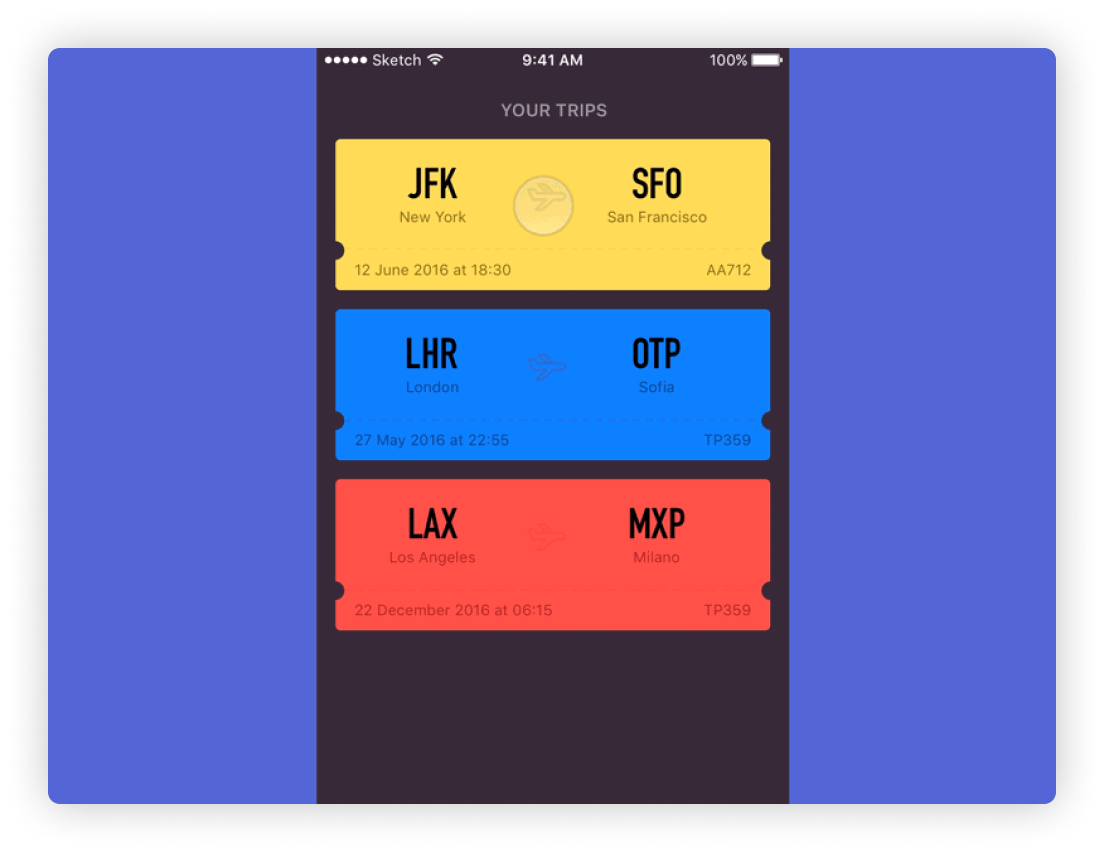 Sketch 9:41 AM 100%
YOUR TRIPS
JFK SFO
New York San Francisco
12 June 2016 at 18:30 AA712
LHR OTP
London Sofia
27 May 2016 at 22:55 TP359
LAX MXP
Los Angeles Milano
22 December 2016 at 06:15 TP359